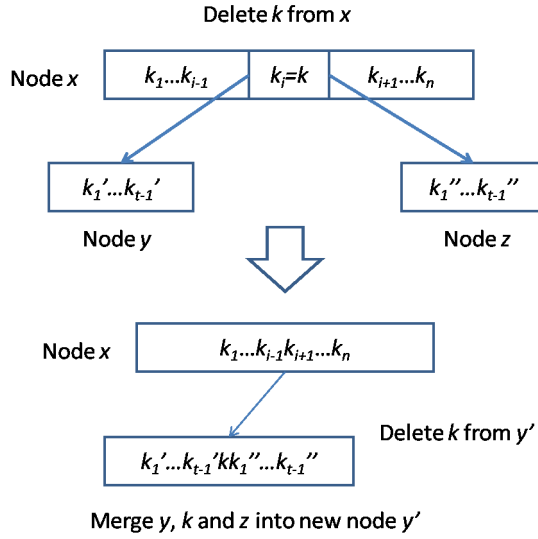 Delete k from x
Node x k₁...kᵢ₋₁ kᵢ=k kᵢ₊₁...kₙ
k₁'...kₜ₋₁' k₁''...kₜ₋₁''
Node y Node z
Node x k₁...kᵢ₋₁kᵢ₊₁...kₙ
Delete k from y'
k₁'...kₜ₋₁'kk₁''...kₜ₋₁''
Merge y, k and z into new node y'